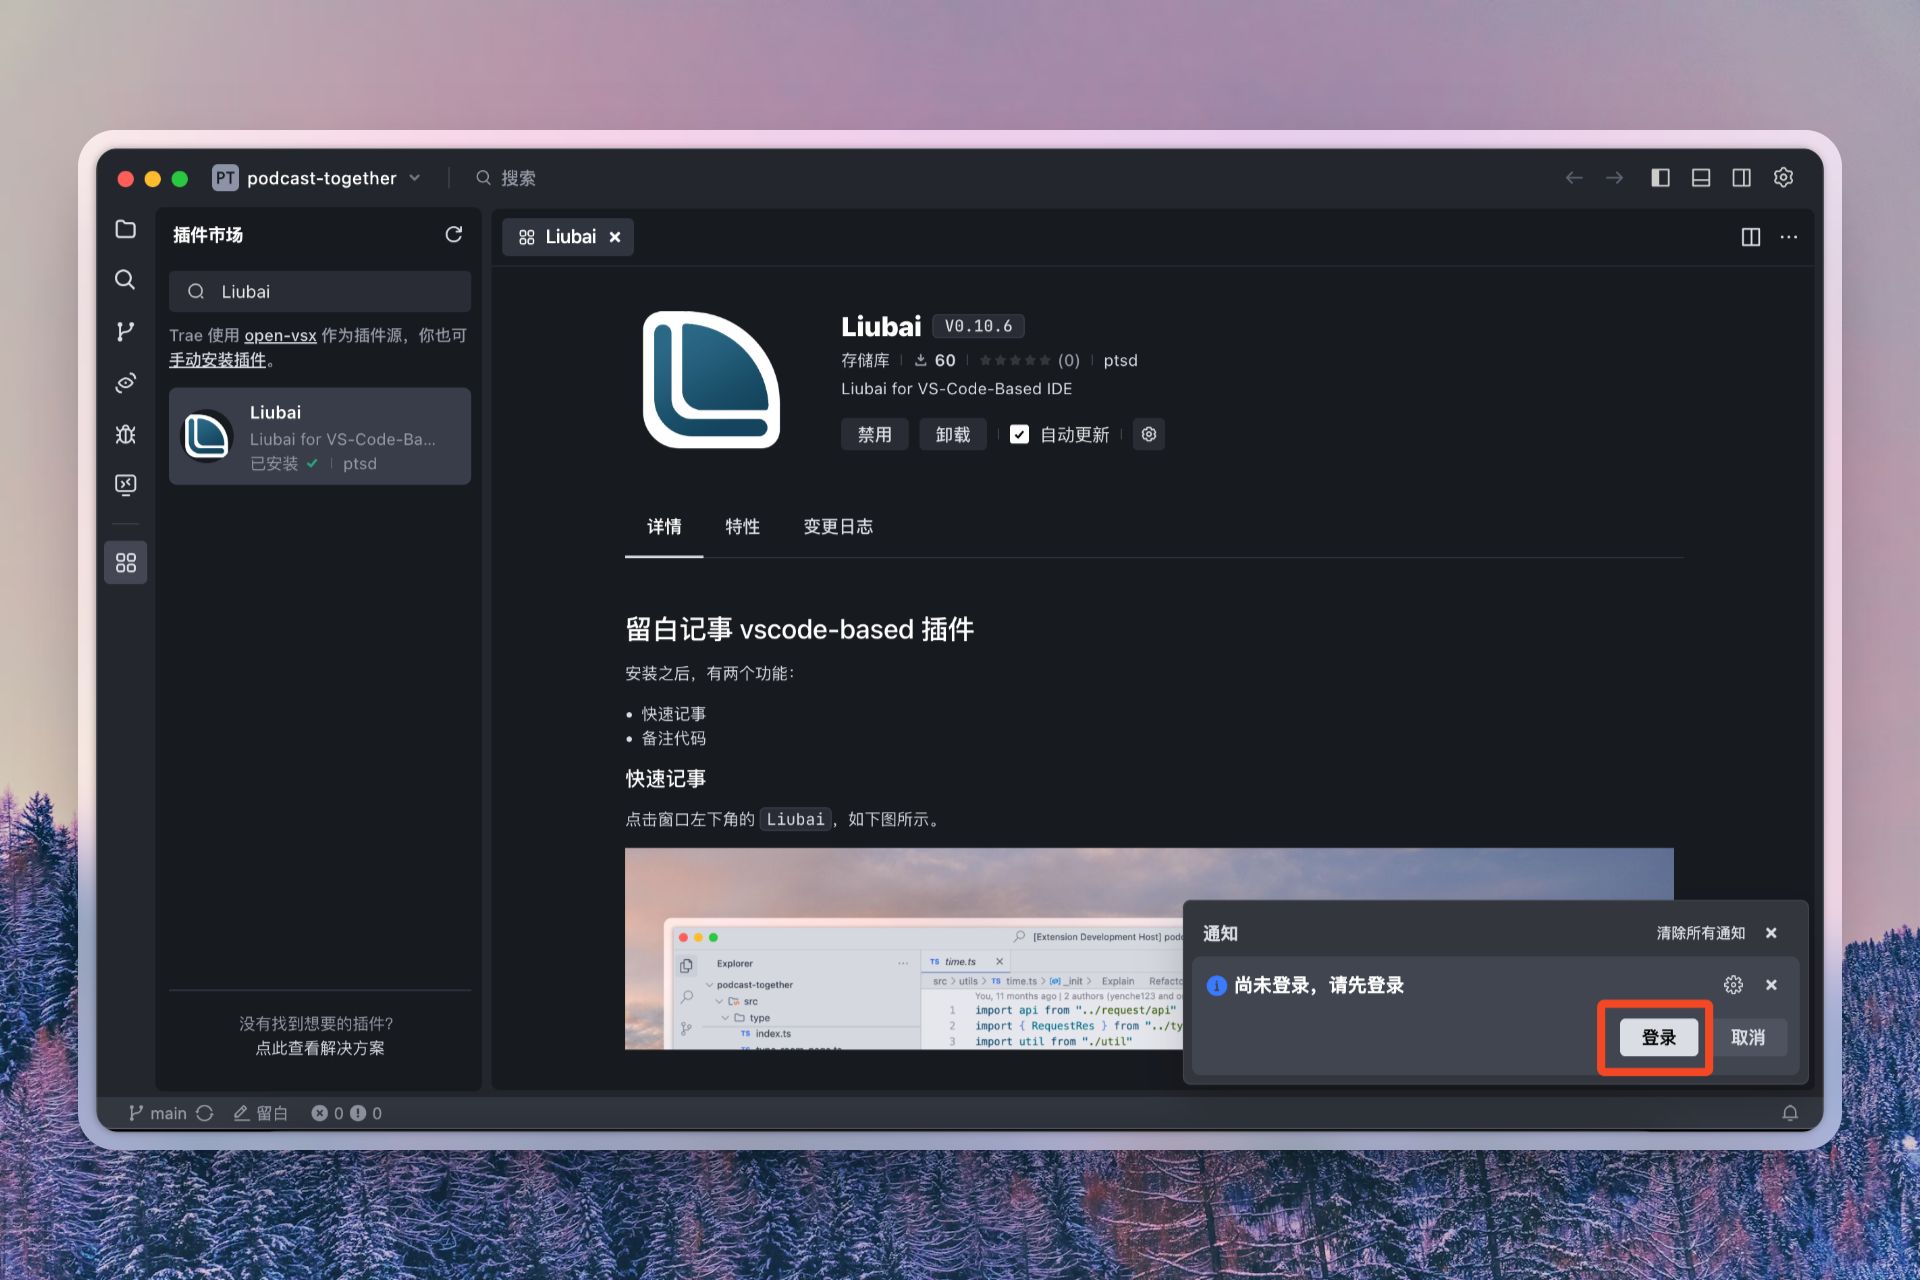 PT podcast-together
搜索
插件市场
Liubai
Trae 使用 open-vsx 作为插件源，你也可
手动安装插件。
Liubai
Liubai for VS-Code-Ba...
已安装 ptsd
没有找到想要的插件?
点此查看解决方案
Liubai
Liubai V0.10.6
存储库 60 (0) ptsd
Liubai for VS-Code-Based IDE
禁用 卸载 自动更新
详情 特性 变更日志
留白记事 vscode-based 插件
安装之后，有两个功能：
• 快速记事
• 备注代码
快速记事
点击窗口左下角的 Liubai，如下图所示。
[Extension Development Host]
Explorer ···
podcast-together
src
type
TS index.ts
TS time.ts
src > utils > TS time.ts > _init > Explain
You, 11 months ago | 2 authors (yenche123 and
1 import api from "../request/api"
2 import { RequestRes } from "../ty
3 import util from "./util"
通知
清除所有通知
尚未登录，请先登录
登录 取消
main 留白 0 0